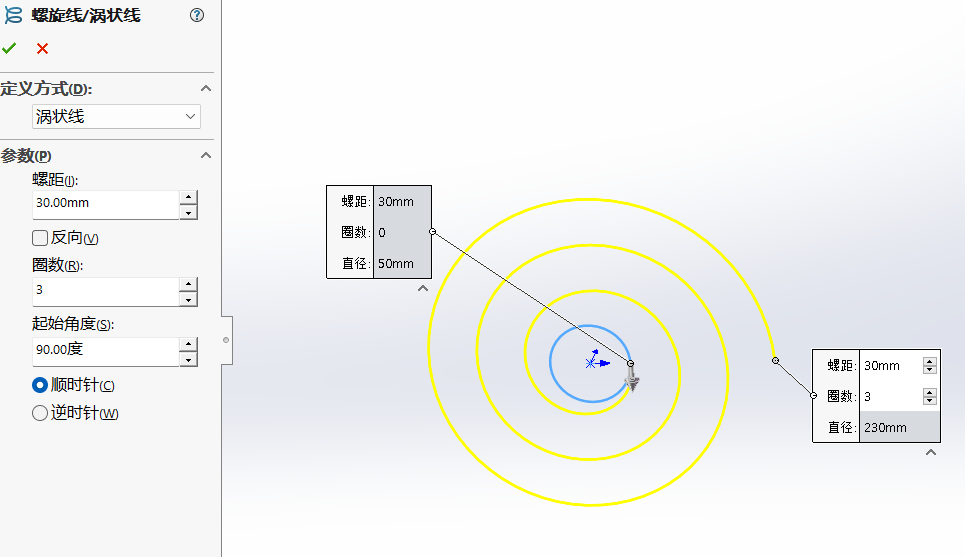 螺旋线/涡状线
定义方式(D):
涡状线
参数(P)
螺距(I):
30.00mm
反向(V)
圈数(R):
3
起始角度(S):
90.00度
顺时针(C)
逆时针(W)
螺距: 30mm
圈数: 0
直径: 50mm
螺距: 30mm
圈数: 3
直径: 230mm